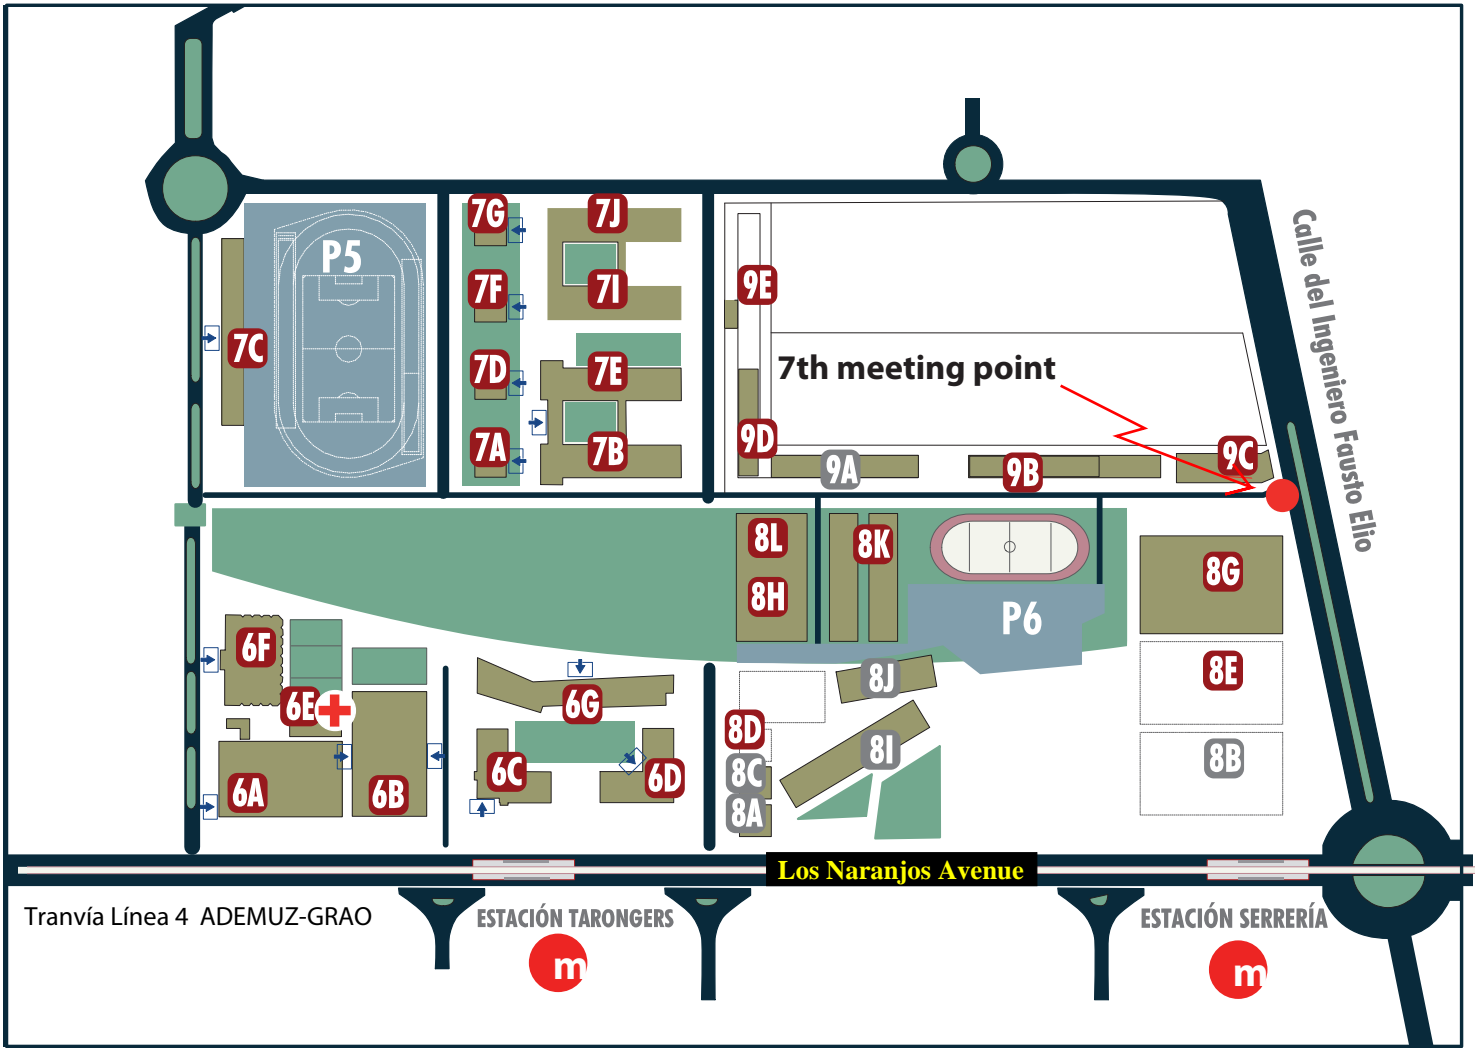 7G
7J
P5
7F
7I
9E
7C
7D
7E
7th meeting point
Calle del Ingeniero Fausto Elio
7A
7B
9D
9A
9B
9C
8L
8K
8H
8G
P6
6F
8J
8E
6E
6G
8D
8I
8B
6C
6D
8C
6A
6B
8A
Los Naranjos Avenue
Tranvía Línea 4 ADEMUZ-GRAO
ESTACIÓN TARONGERS
m
ESTACIÓN SERRERÍA
m